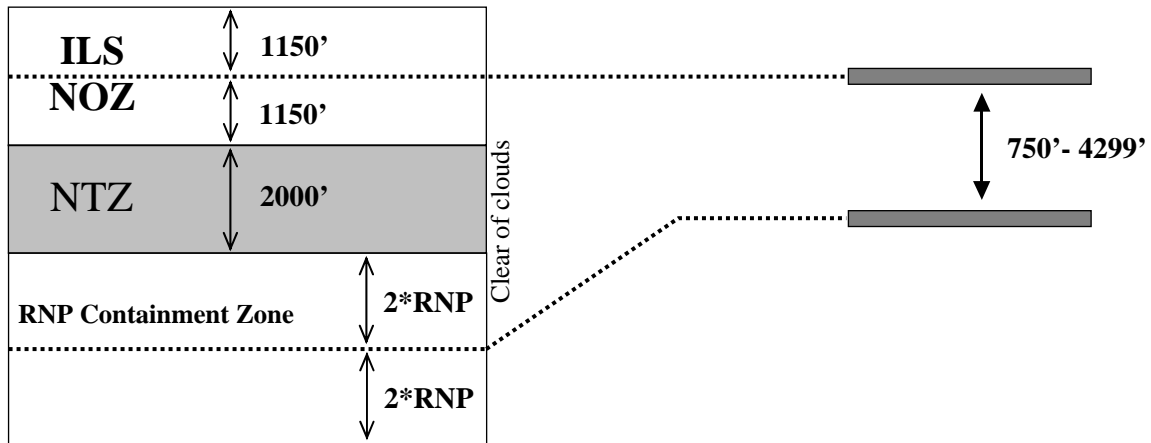 ILS
NOZ
1150’
1150’
NTZ
2000’
Clear of clouds
750’- 4299’
RNP Containment Zone
2*RNP
2*RNP